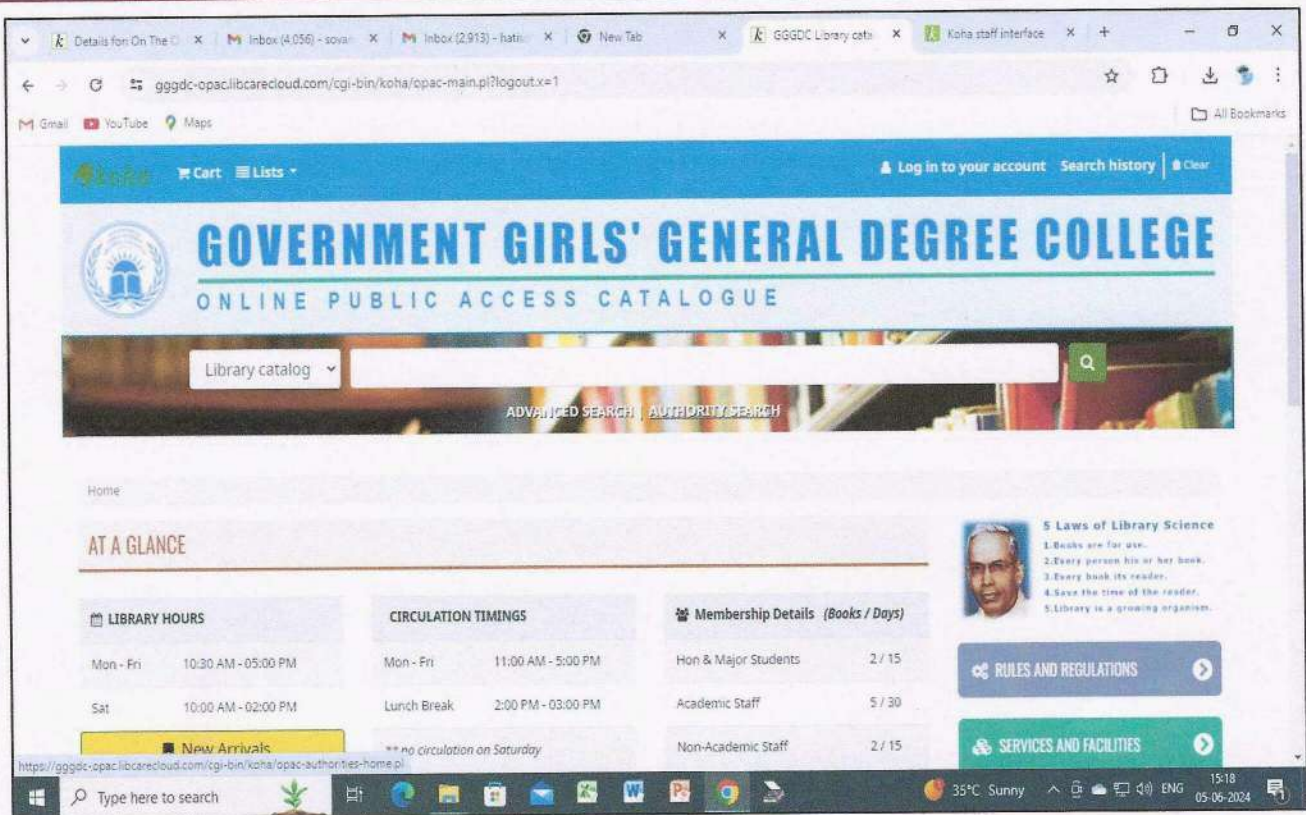 Details for: On The O
Inbox (4,056) - sova
Inbox (2,913) - hati
New Tab
GGGDC Library cata
Koha staff interface
gggdc-opac.libcarecloud.com/cgi-bin/koha/opac-main.pl?logout.x=1
Gmail YouTube Maps All Bookmarks
koha Cart Lists Log in to your account Search history Clear
GOVERNMENT GIRLS' GENERAL DEGREE COLLEGE
ONLINE PUBLIC ACCESS CATALOGUE
Library catalog
ADVANCED SEARCH | AUTHORITY SEARCH
Home
AT A GLANCE
LIBRARY HOURS
Mon - Fri 10:30 AM - 05:00 PM
Sat 10:00 AM - 02:00 PM
New Arrivals
CIRCULATION TIMINGS
Mon - Fri 11:00 AM - 5:00 PM
Lunch Break 2:00 PM - 03:00 PM
** no circulation on Saturday
Membership Details (Books / Days)
Hon & Major Students 2 / 15
Academic Staff 5 / 30
Non-Academic Staff 2 / 15
5 Laws of Library Science
1.Books are for use.
2.Every person his or her book.
3.Every book its reader.
4.Save the time of the reader.
5.Library is a growing organism.
RULES AND REGULATIONS
SERVICES AND FACILITIES
https://gggdc-opac.libcarecloud.com/cgi-bin/koha/opac-authorities-home.pl
Type here to search
35°C Sunny ENG 15:18
05-06-2024